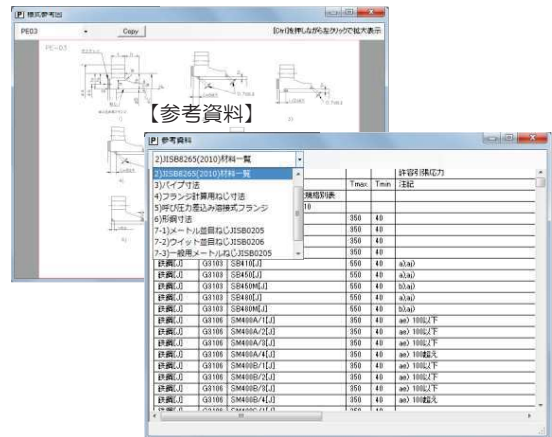 様式参考図
PE03
Copy
[Ctrl]を押しながら左クリックで拡大表示
PE-03
【参考資料】
参考資料
2)JISB8265(2010)材料一覧
2)JISB8265(2010)材料一覧
3)パイプ寸法
4)フランジ計算用ねじ寸法
5)呼び圧力差込み溶接式フランジ
6)形鋼寸法
7-1)メートル並目ねじJISB0205
7-2)ウイット並目ねじJISB0206
7-3)一般用メートルねじJISB0205
許容引張応力
規格別表 Tmax Tmin 注記
10
350 40
350 40
350 40
350 40
鉄鋼[J] G3103 SB410[J] 550 40 a),aj)
鉄鋼[J] G3103 SB450[J] 550 40 a),aj)
鉄鋼[J] G3103 SB450M[J] 550 40 b),aj)
鉄鋼[J] G3103 SB480[J] 550 40 a),aj)
鉄鋼[J] G3103 SB480M[J] 550 40 b),aj)
鉄鋼[J] G3106 SM400A/1[J] 350 40 ae) 100以下
鉄鋼[J] G3106 SM400A/2[J] 350 40 ae) 100以下
鉄鋼[J] G3106 SM400A/3[J] 350 40 ae) 100以下
鉄鋼[J] G3106 SM400A/4[J] 350 40 ae) 100超え
鉄鋼[J] G3106 SM400B/1[J] 350 40 ae) 100以下
鉄鋼[J] G3106 SM400B/2[J] 350 40 ae) 100以下
鉄鋼[J] G3106 SM400B/3[J] 350 40 ae) 100以下
鉄鋼[J] G3106 SM400B/4[J] 350 40 ae) 100超え